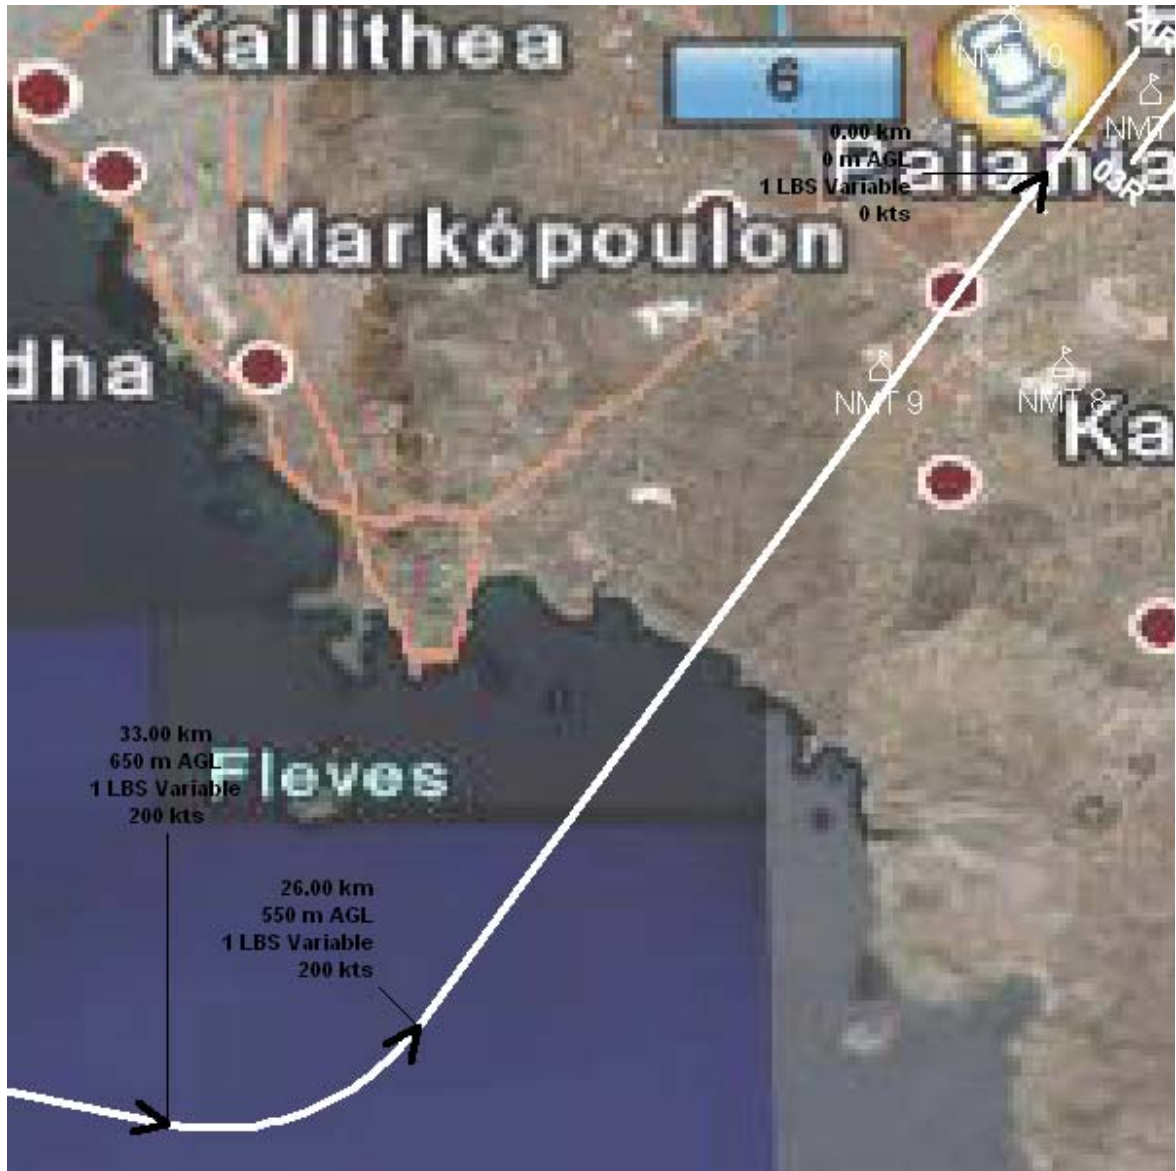 Kallithea
6
NMT 10
NMT
0.00 km
0 m AGL
1 LBS Variable
0 kts
03R
Markópoulon
dha
NMT 9
NMT 8
Ka
33.00 km
650 m AGL
1 LBS Variable
200 kts
Fleves
26.00 km
550 m AGL
1 LBS Variable
200 kts